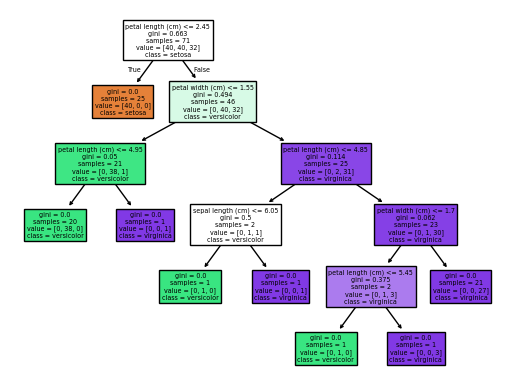 petal length (cm) <= 2.45
gini = 0.663
samples = 71
value = [40, 40, 32]
class = setosa
True
False
gini = 0.0
samples = 25
value = [40, 0, 0]
class = setosa
petal width (cm) <= 1.55
gini = 0.494
samples = 46
value = [0, 40, 32]
class = versicolor
petal length (cm) <= 4.95
gini = 0.05
samples = 21
value = [0, 38, 1]
class = versicolor
petal length (cm) <= 4.85
gini = 0.114
samples = 25
value = [0, 2, 31]
class = virginica
gini = 0.0
samples = 20
value = [0, 38, 0]
class = versicolor
gini = 0.0
samples = 1
value = [0, 0, 1]
class = virginica
sepal length (cm) <= 6.05
gini = 0.5
samples = 2
value = [0, 1, 1]
class = versicolor
petal width (cm) <= 1.7
gini = 0.062
samples = 23
value = [0, 1, 30]
class = virginica
gini = 0.0
samples = 1
value = [0, 1, 0]
class = versicolor
gini = 0.0
samples = 1
value = [0, 0, 1]
class = virginica
petal length (cm) <= 5.45
gini = 0.375
samples = 2
value = [0, 1, 3]
class = virginica
gini = 0.0
samples = 21
value = [0, 0, 27]
class = virginica
gini = 0.0
samples = 1
value = [0, 1, 0]
class = versicolor
gini = 0.0
samples = 1
value = [0, 0, 3]
class = virginica